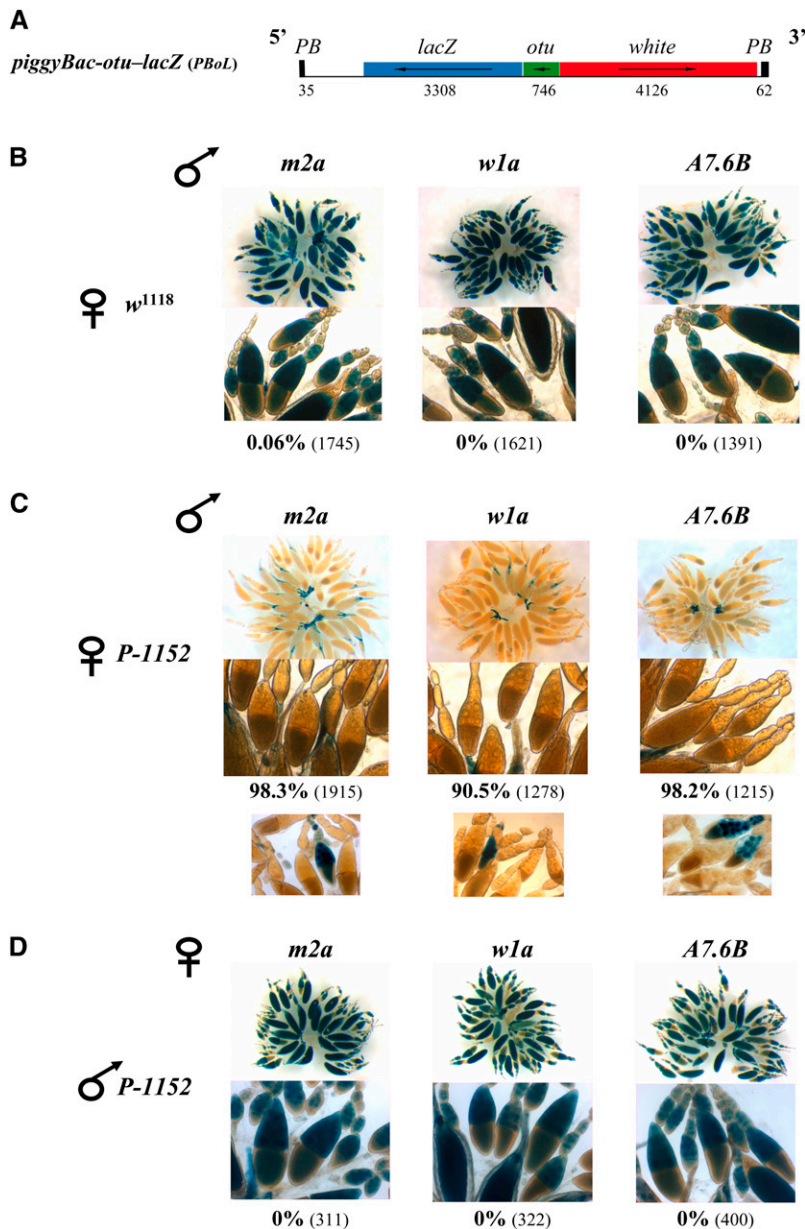 A
5’ 3’
piggyBac-otu–lacZ (PBoL) PB lacZ otu white PB
35 3308 746 4126 62
B
m2a w1a A7.6B
w1118
0.06% (1745) 0% (1621) 0% (1391)
C
m2a w1a A7.6B
P-1152
98.3% (1915) 90.5% (1278) 98.2% (1215)
D
m2a w1a A7.6B
P-1152
0% (311) 0% (322) 0% (400)